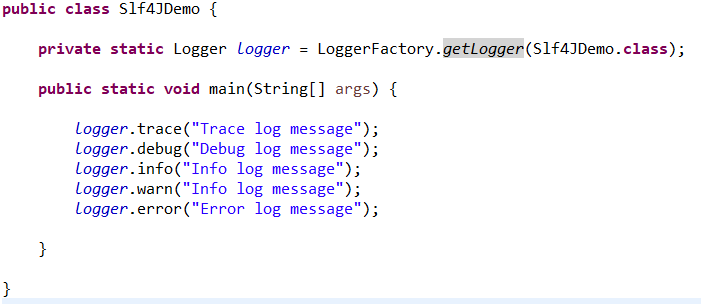 public class Slf4JDemo {
private static Logger logger = LoggerFactory.getLogger(Slf4JDemo.class);
public static void main(String[] args) {
logger.trace("Trace log message");
logger.debug("Debug log message");
logger.info("Info log message");
logger.warn("Info log message");
logger.error("Error log message");
}
}